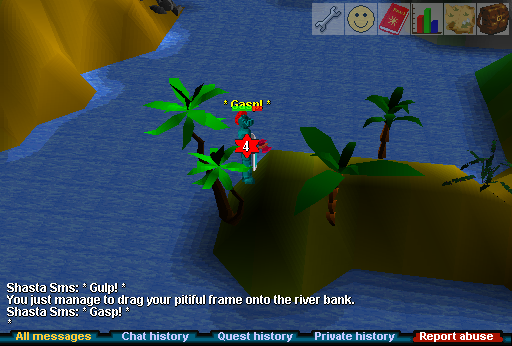 * Gasp! *
4
Shasta Sms: * Gulp! *
You just manage to drag your pitiful frame onto the river bank.
Shasta Sms: * Gasp! *
*
All messages
Chat history
Quest history
Private history
Report abuse